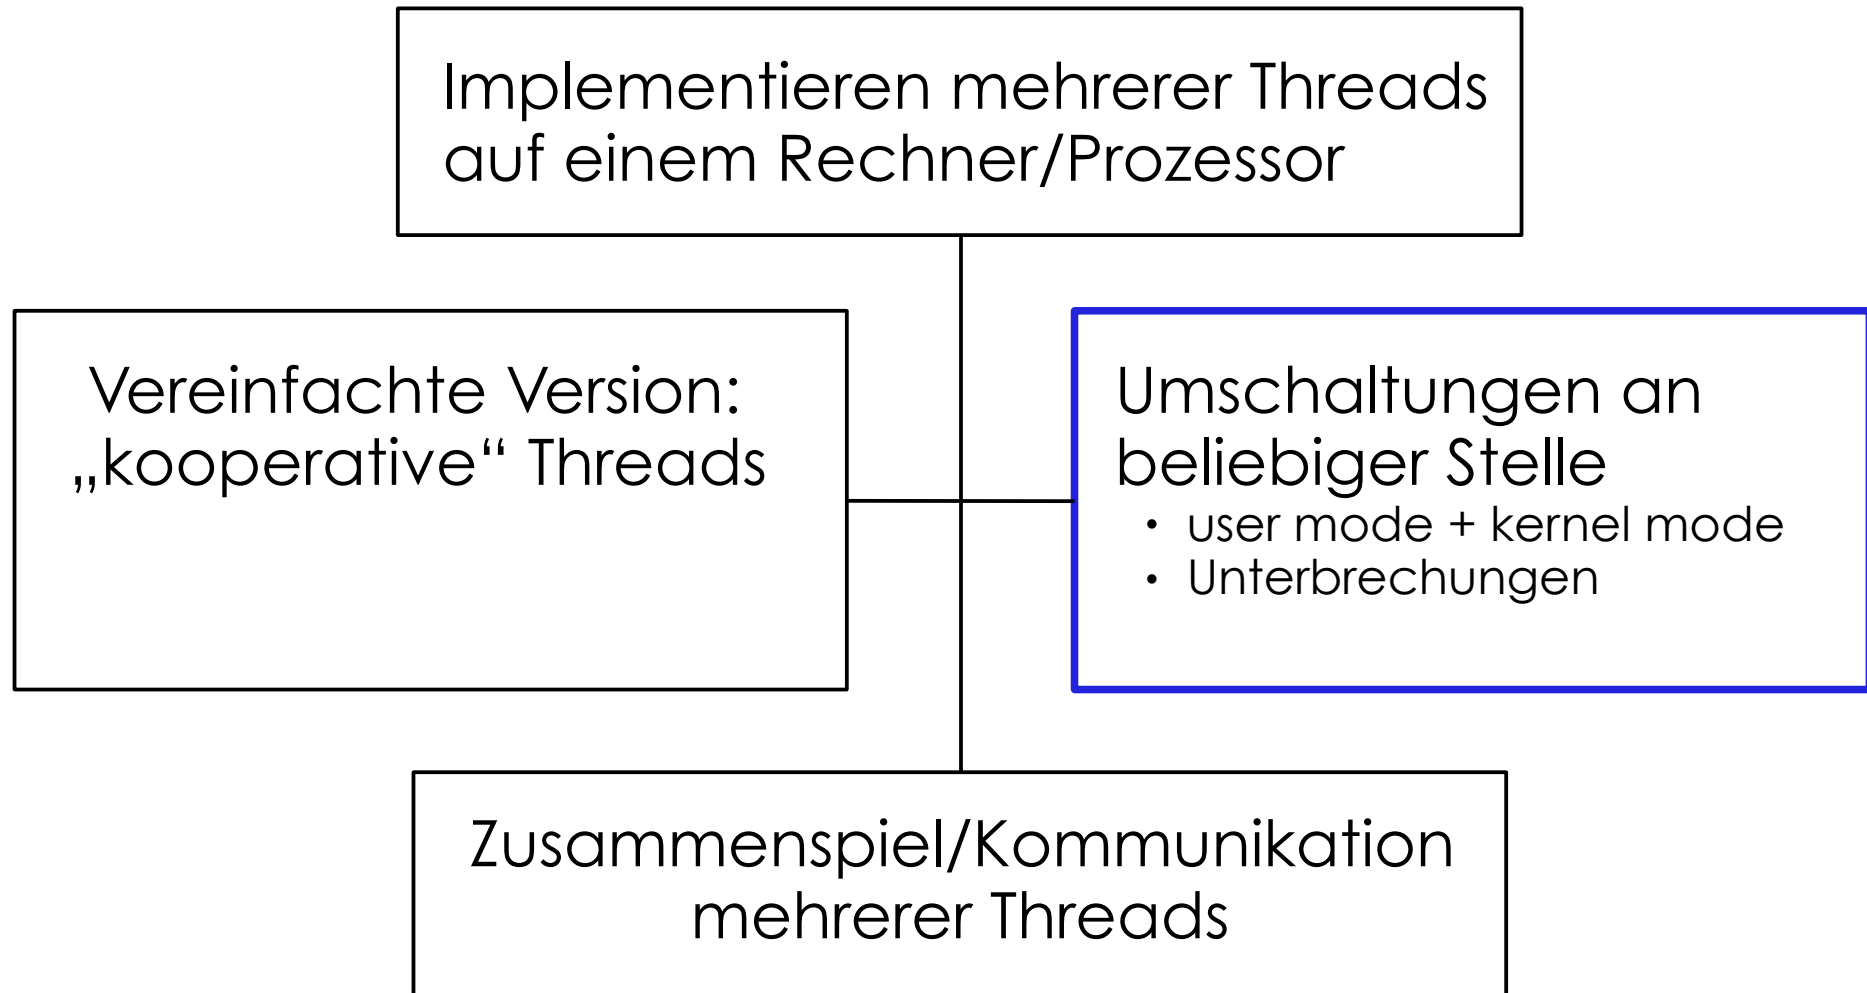 Implementieren mehrerer Threads
auf einem Rechner/Prozessor
Vereinfachte Version:
„kooperative“ Threads
Umschaltungen an
beliebiger Stelle
• user mode + kernel mode
• Unterbrechungen
Zusammenspiel/Kommunikation
mehrerer Threads